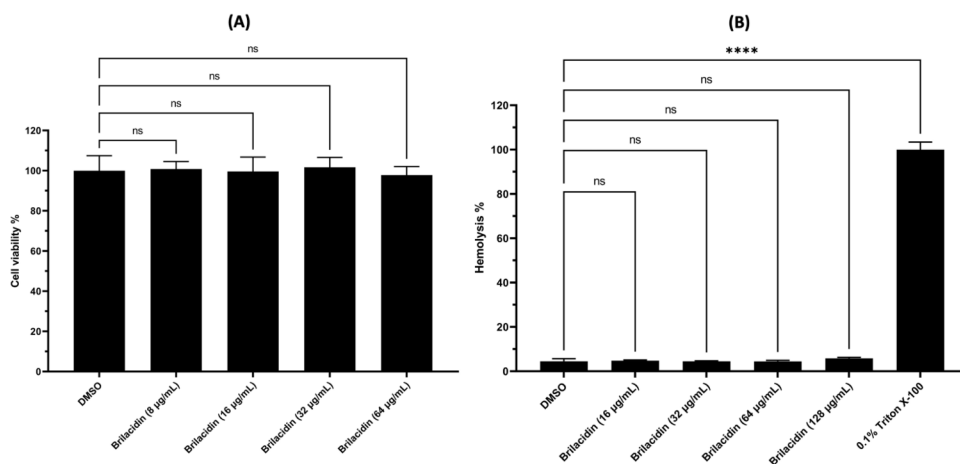 (A)
ns
ns
ns
ns
120
100
80
60
40
20
0
Cell viability %
DMSO
Brilacidin (8 µg/mL)
Brilacidin (16 µg/mL)
Brilacidin (32 µg/mL)
Brilacidin (64 µg/mL)
(B)
****
ns
ns
ns
ns
120
100
80
60
40
20
0
Hemolysis %
DMSO
Brilacidin (16 µg/mL)
Brilacidin (32 µg/mL)
Brilacidin (64 µg/mL)
Brilacidin (128 µg/mL)
0.1% Triton X-100